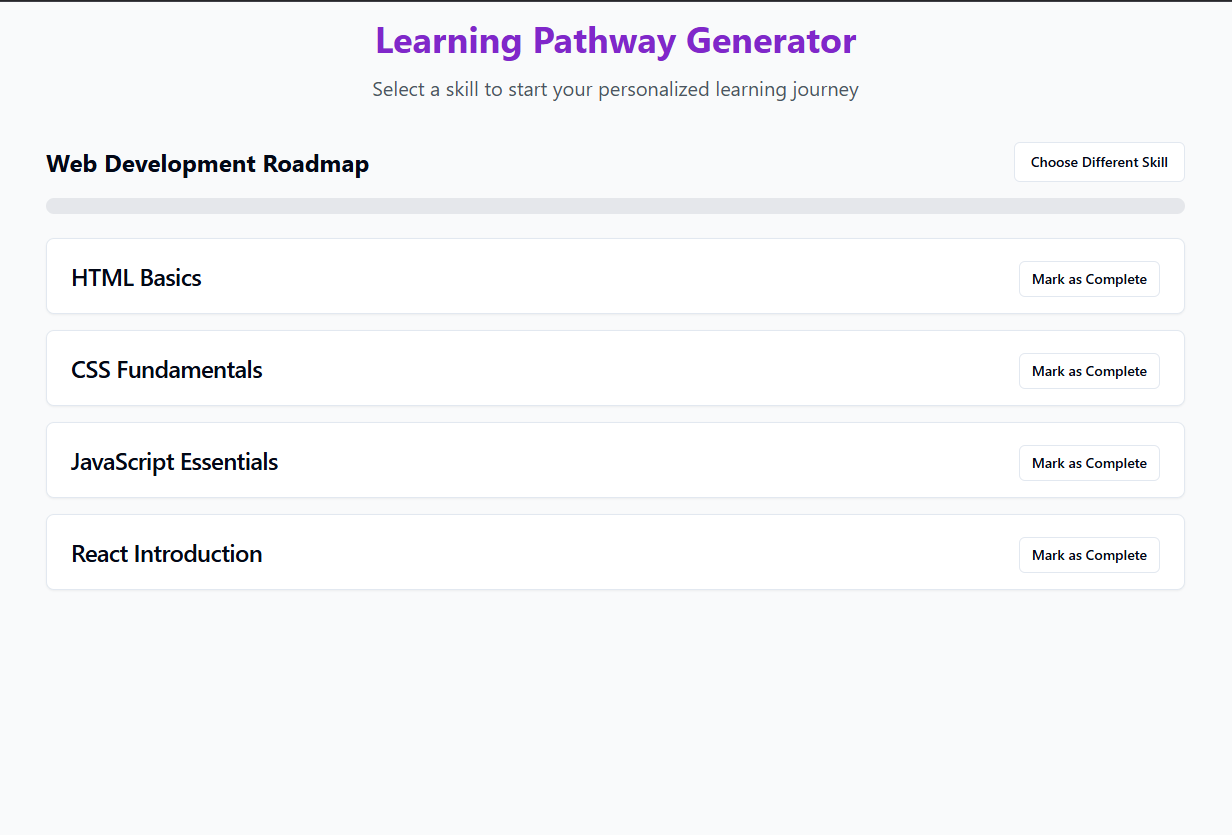 Learning Pathway Generator
Select a skill to start your personalized learning journey
Web Development Roadmap
Choose Different Skill
HTML Basics
Mark as Complete
CSS Fundamentals
Mark as Complete
JavaScript Essentials
Mark as Complete
React Introduction
Mark as Complete